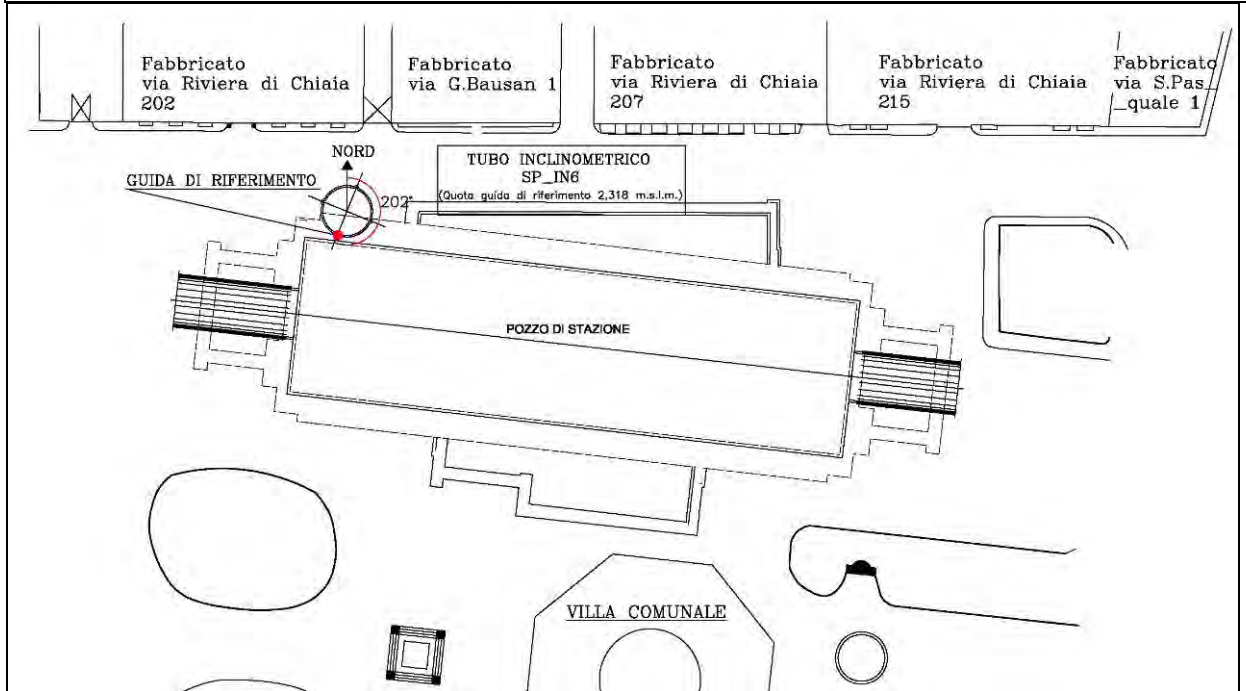 Fabbricato
via Riviera di Chiaia
202
Fabbricato
via G.Bausan 1
Fabbricato
via Riviera di Chiaia
207
Fabbricato
via Riviera di Chiaia
215
Fabbricato
via S.Pas_
_quale 1
NORD
TUBO INCLINOMETRICO
SP_IN6
(Quota guida di riferimento 2,318 m.s.l.m.)
GUIDA DI RIFERIMENTO
202°
POZZO DI STAZIONE
VILLA COMUNALE